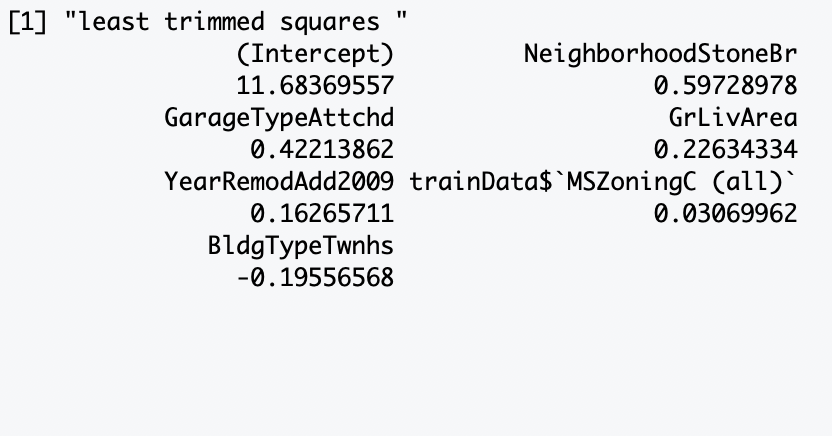 [1] "least trimmed squares "
(Intercept) NeighborhoodStoneBr
11.68369557 0.59728978
GarageTypeAttchd GrLivArea
0.42213862 0.22634334
YearRemodAdd2009 trainData$`MSZoningC (all)`
0.16265711 0.03069962
BldgTypeTwnhs
-0.19556568